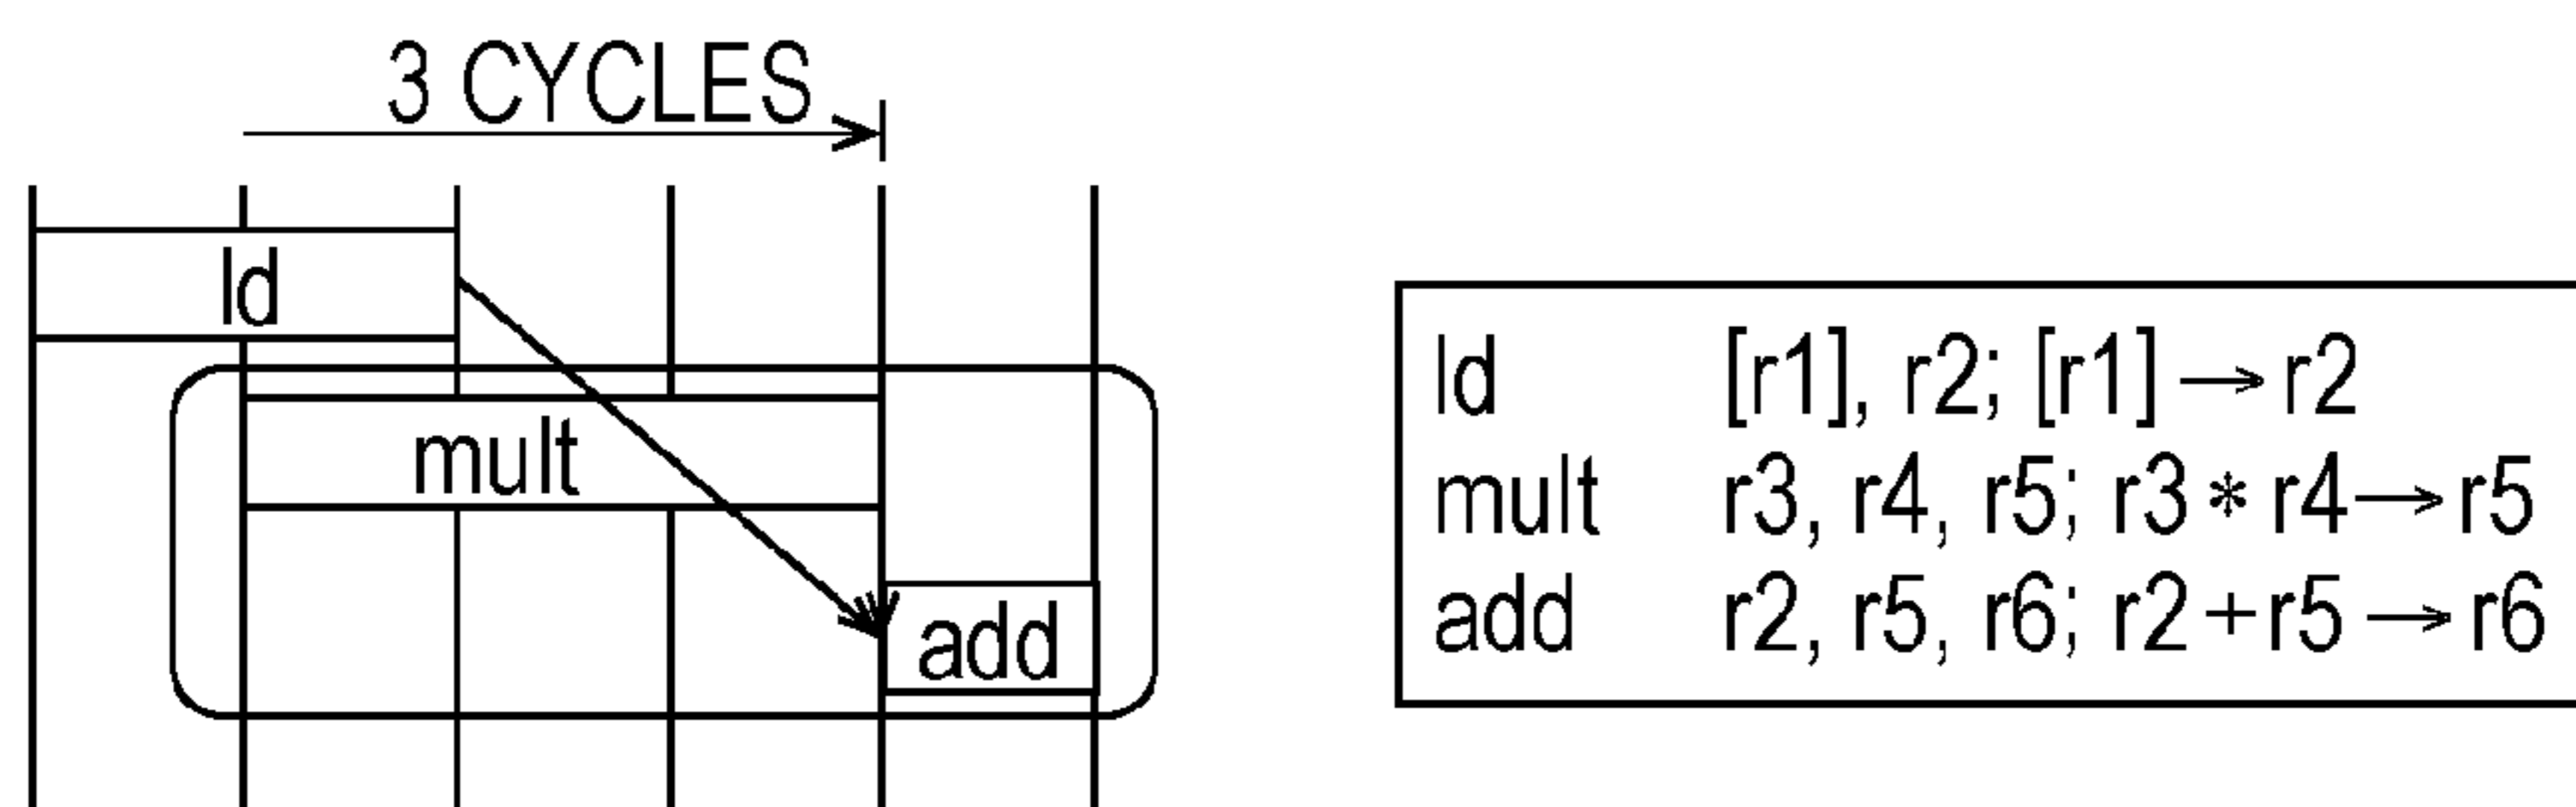 3 CYCLES
ld
mult
add
ld [r1], r2; [r1] → r2
mult r3, r4, r5; r3 * r4 → r5
add r2, r5, r6; r2 + r5 → r6